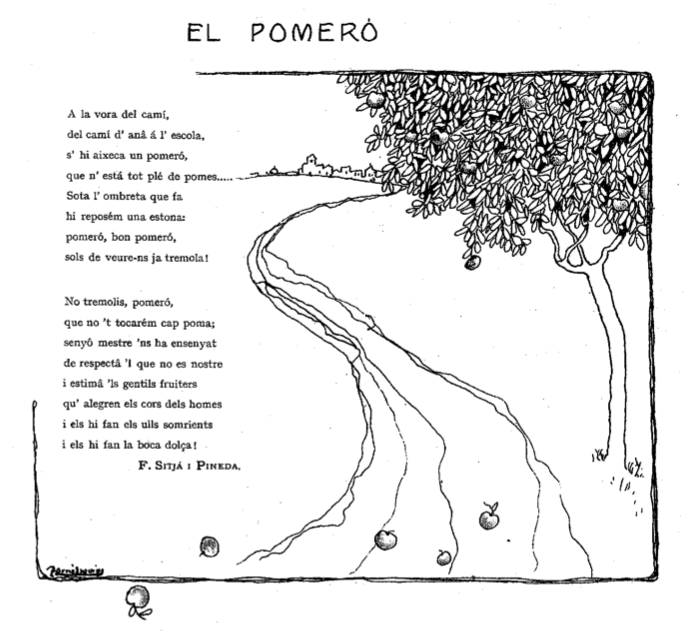 EL POMERÓ
A la vora del camí,
del camí d' anâ á l' escola,
s' hi aixeca un pomeró,
que n' está tot plé de pomes.....
Sota l' ombreta que fa
hi reposém una estona:
pomeró, bon pomeró,
sols de veure-ns ja tremola!
No tremolis, pomeró,
que no 't tocarém cap poma;
senyó mestre 'ns ha ensenyat
de respectâ 'l que no es nostre
i estimâ 'ls gentils fruiters
qu' alegren els cors dels homes
i els hi fan els ulls somrients
i els hi fan la boca dolça!
F. SITJÁ I PINEDA.